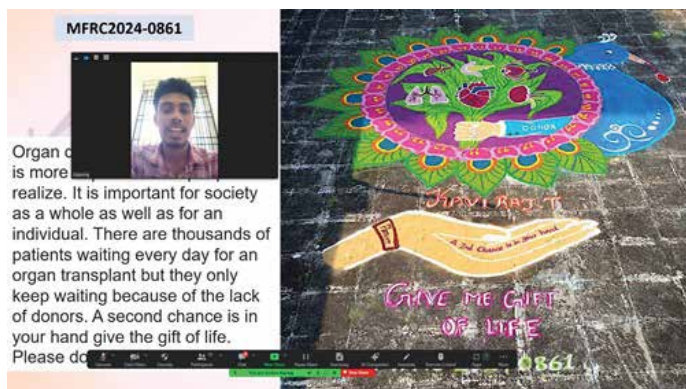 MFRC2024-0861
Organ
is more
realize. It is important for society
as a whole as well as for an
individual. There are thousands of
patients waiting every day for an
organ transplant but they only
keep waiting because of the lack
of donors. A second chance is in
your hand give the gift of life.
Please do
DONOR
KAVIRAJ T
A 2nd Chance is in Your hand
GIVE ME GIFT
OF LIFE
0861